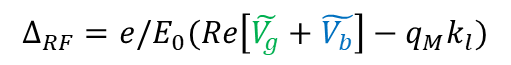 Δ_RF = e/E_0(Re[Ṽ_g + Ṽ_b] − q_M k_l)